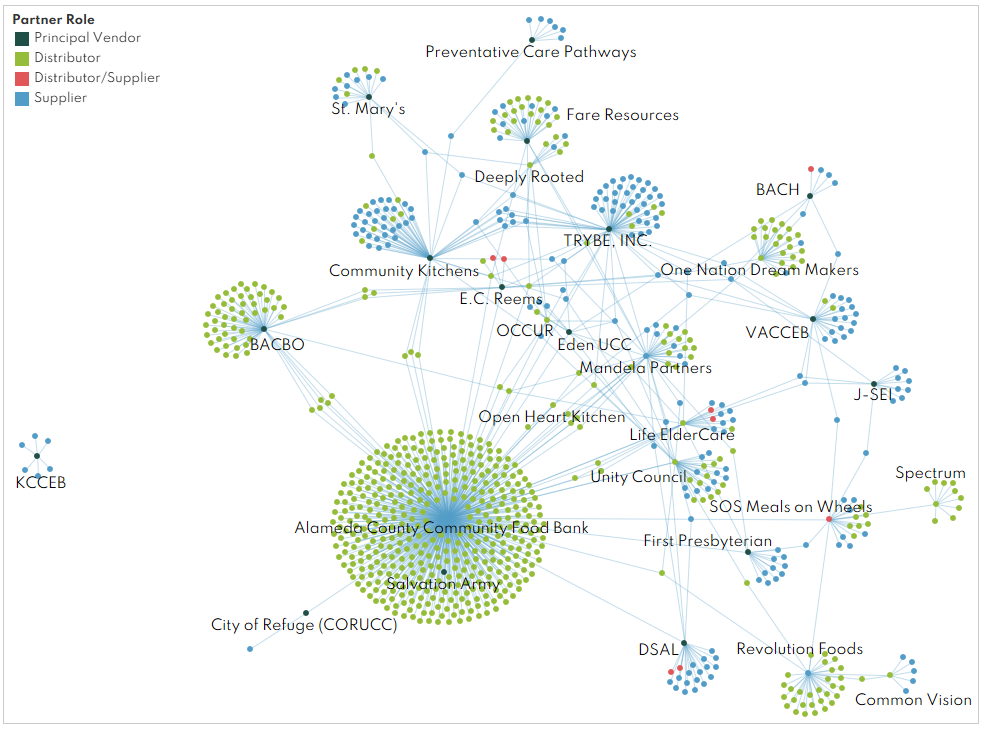 Partner Role
Principal Vendor
Distributor
Distributor/Supplier
Supplier
Preventative Care Pathways
St. Mary's
Fare Resources
Deeply Rooted
BACH
TRYBE, INC.
Community Kitchens
One Nation Dream Makers
E.C. Reems
OCCUR
VACCEB
BACBO
Eden UCC
Mandela Partners
J-SEI
Open Heart Kitchen
Life ElderCare
KCCEB
Unity Council
Spectrum
SOS Meals on Wheels
Alameda County Community Food Bank
First Presbyterian
Salvation Army
City of Refuge (CORUCC)
DSAL
Revolution Foods
Common Vision